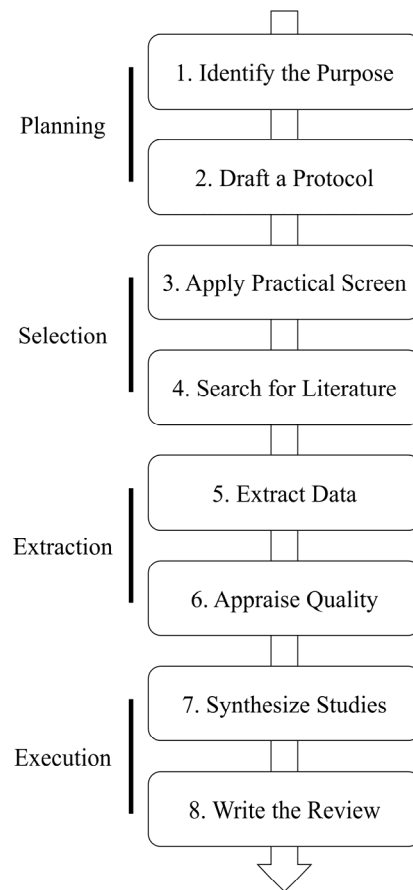 1. Identify the Purpose
Planning
2. Draft a Protocol
3. Apply Practical Screen
Selection
4. Search for Literature
5. Extract Data
Extraction
6. Appraise Quality
7. Synthesize Studies
Execution
8. Write the Review